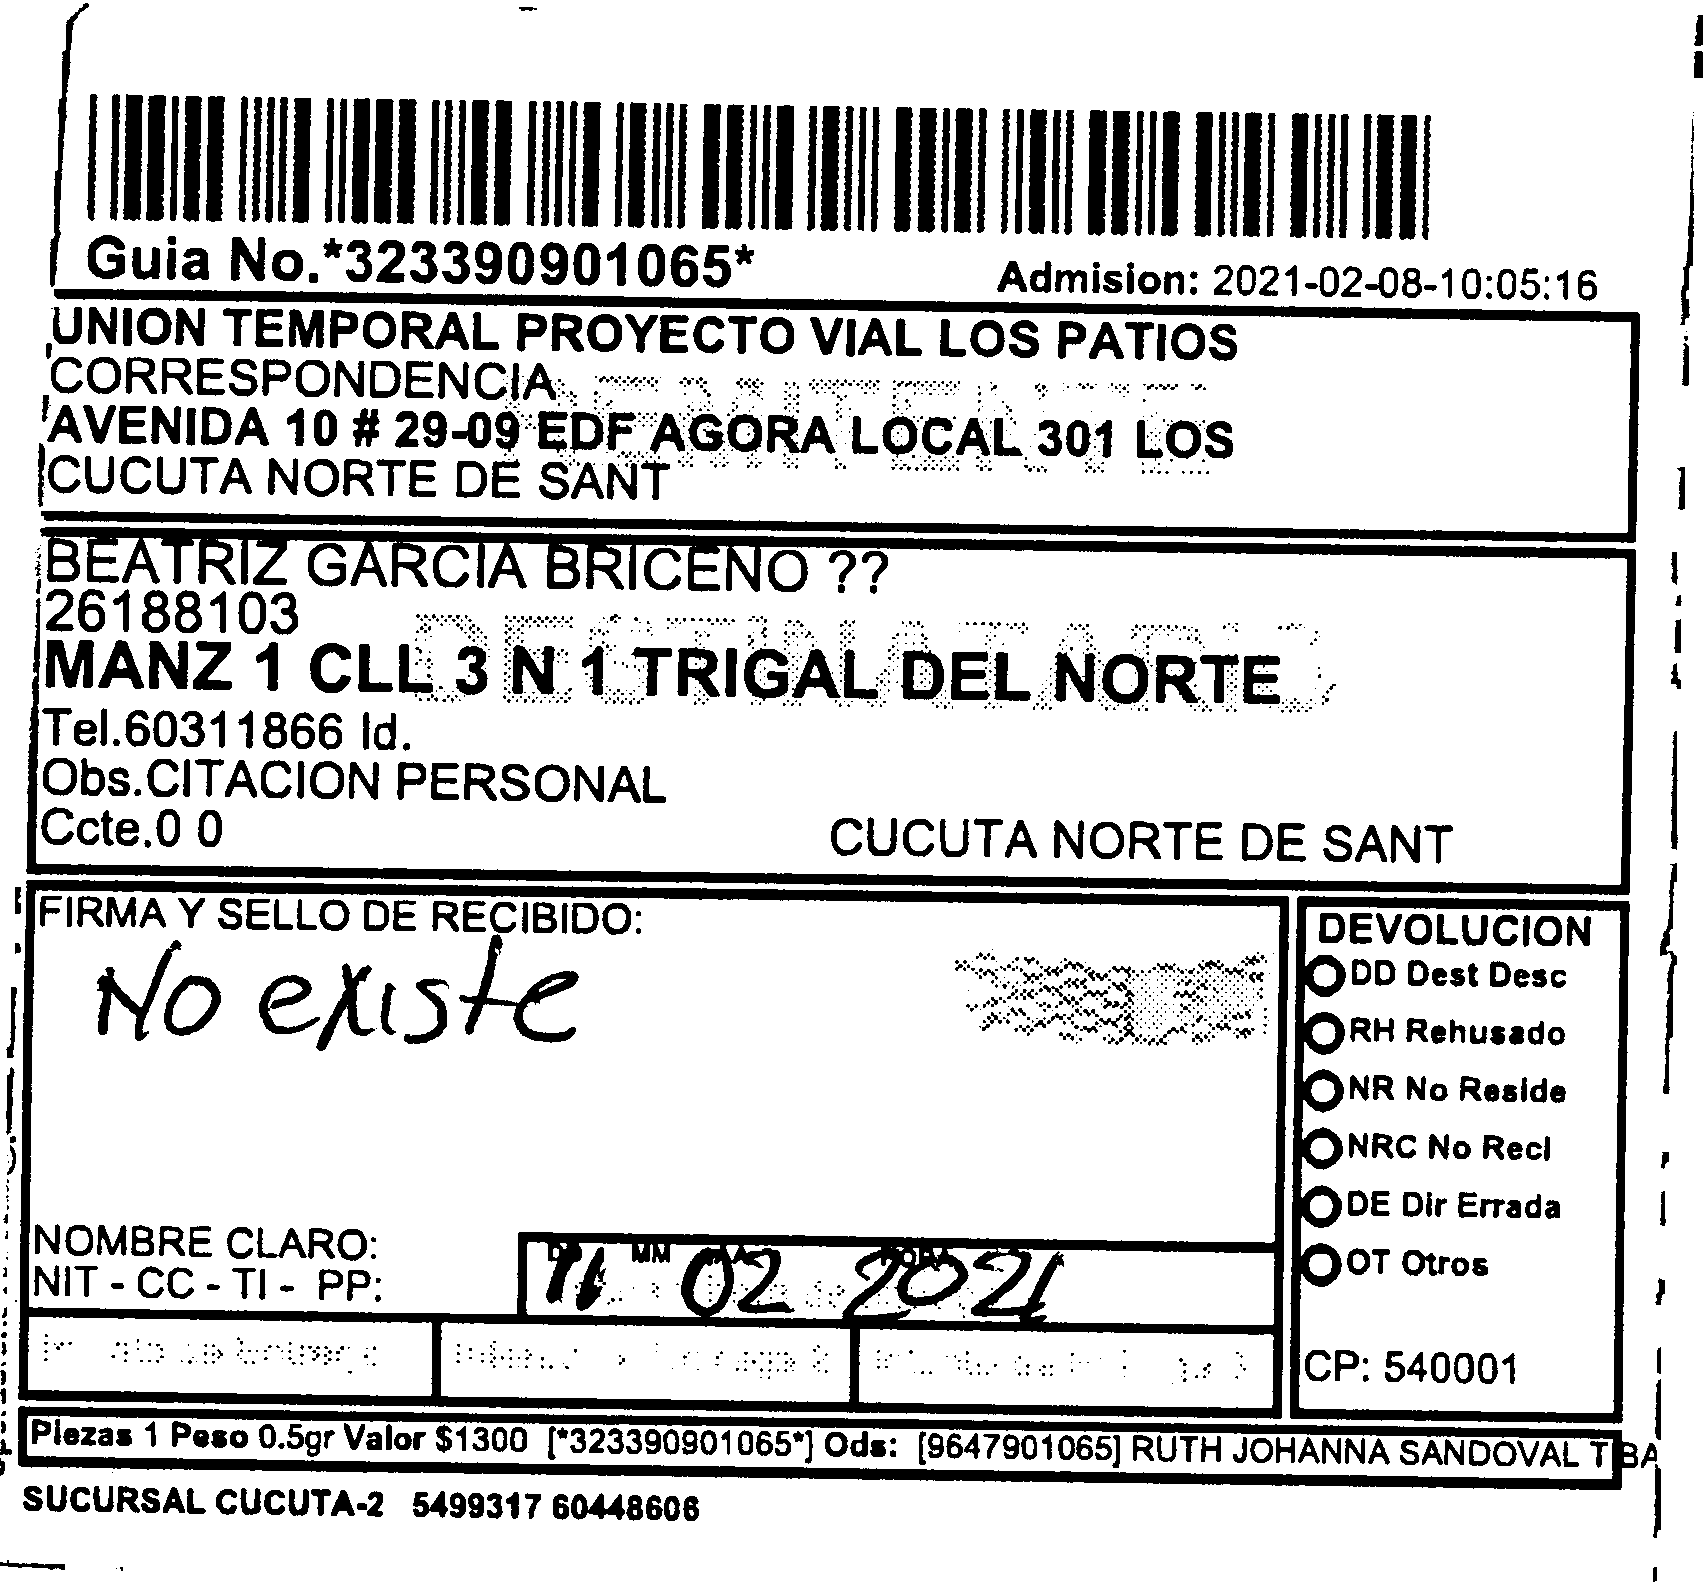 Guia No.*323390901065*
Admision: 2021-02-08-10:05:16
UNION TEMPORAL PROYECTO VIAL LOS PATIOS
CORRESPONDENCIA
REMITENTE
AVENIDA 10 # 29-09 EDF AGORA LOCAL 301 LOS
CUCUTA NORTE DE SANT
BEATRIZ GARCIA BRICENO ??
26188103
DESTINATARIO
MANZ 1 CLL 3 N 1 TRIGAL DEL NORTE
Tel.60311866 Id.
Obs.CITACION PERSONAL
Ccte.0 0
CUCUTA NORTE DE SANT
FIRMA Y SELLO DE RECIBIDO:
No existe
DEVOLUCION
DD Dest Desc
RH Rehusado
NR No Reside
NRC No Recl
DE Dir Errada
OT Otros
NOMBRE CLARO:
NIT - CC - TI - PP:
MM
11 02 2021
CP: 540001
Piezas 1 Peso 0.5gr Valor $1300 [*323390901065*] Ods: [9647901065] RUTH JOHANNA SANDOVAL TIBA
SUCURSAL CUCUTA-2 5499317 60448606